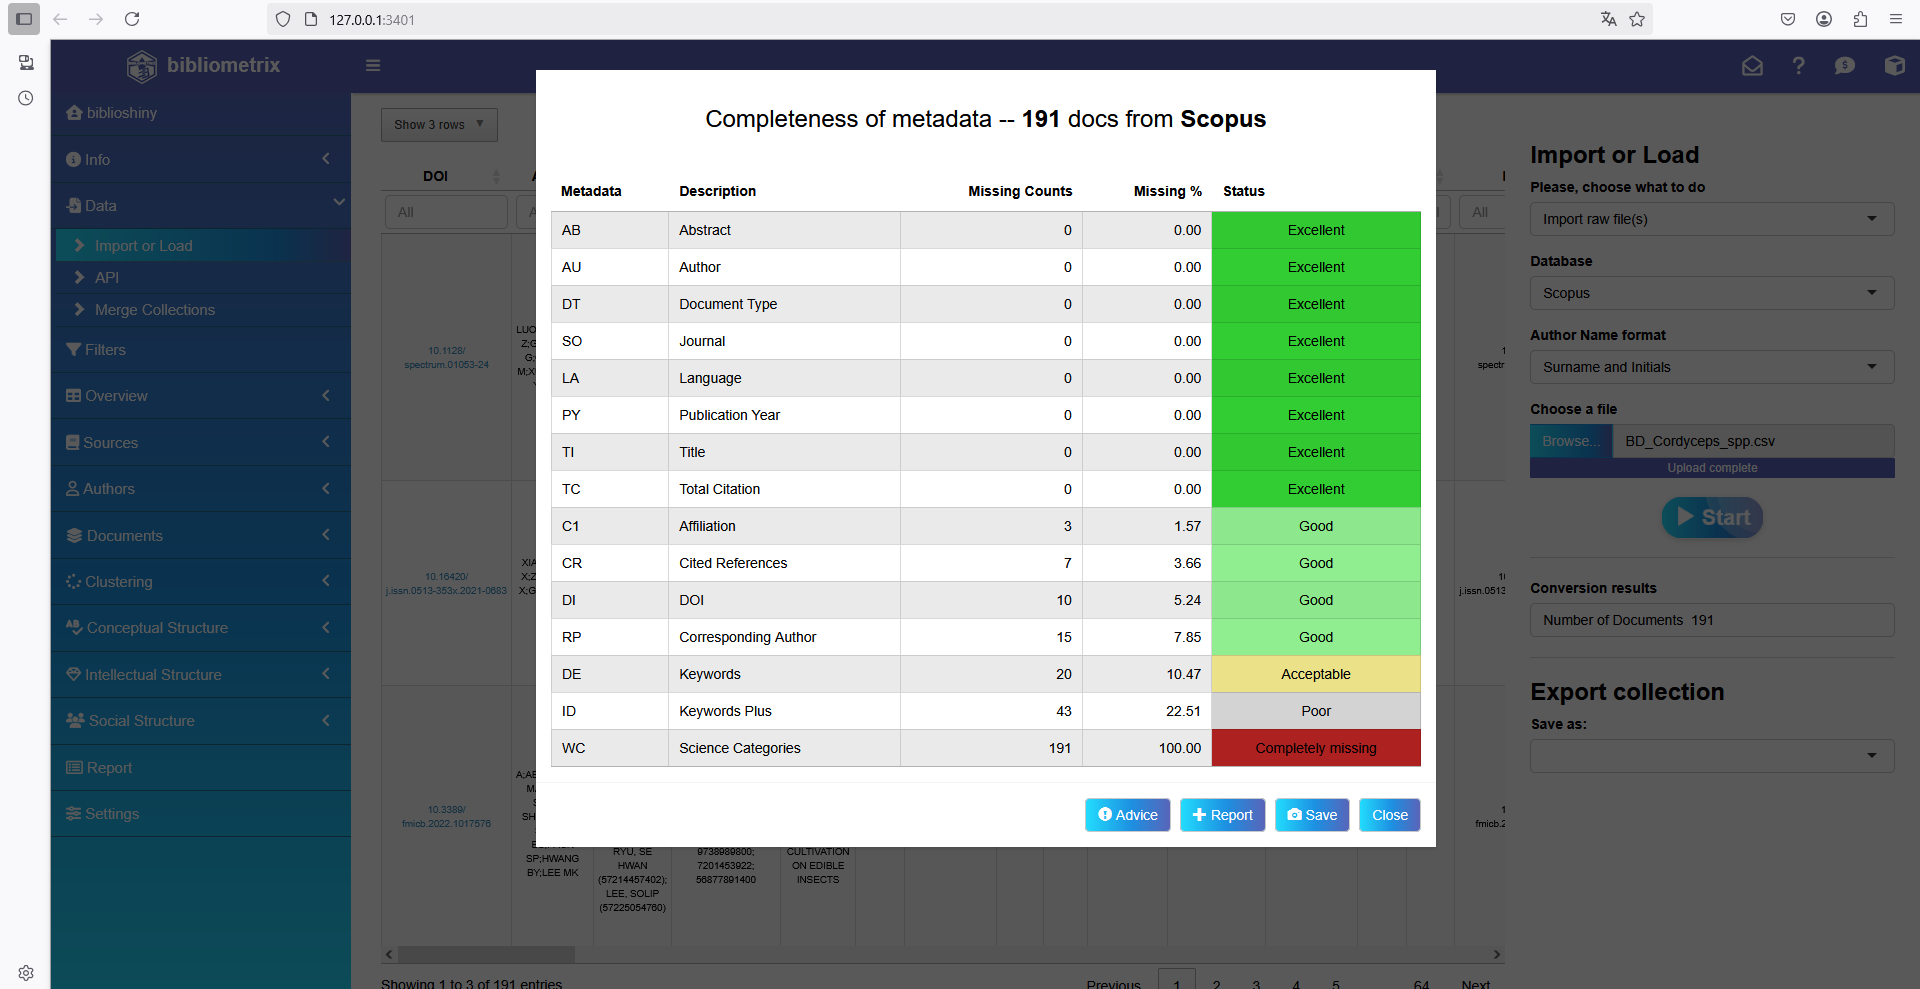 127.0.0.1:3401
bibliometrix
biblioshiny
Info
Data
Import or Load
API
Merge Collections
Filters
Overview
Sources
Authors
Documents
Clustering
Conceptual Structure
Intellectual Structure
Social Structure
Report
Settings
Show 3 rows
DOI
All
All
10.1128/
spectrum.01053-24
10.16420/
j.issn.0513-353x.2021-0683
10.3389/
fmicb.2022.1017576
SP;HWANG
BY;LEE MK
RYU, SE
HWAN
(57214457402);
LEE, SOLIP
(57225054760)
9738989800;
7201453922;
56877891400
CULTIVATION
ON EDIBLE
INSECTS
Showing 1 to 3 of 191 entries
Previous 1 2 3 4 5 64 Next
Completeness of metadata -- 191 docs from Scopus
Metadata Description Missing Counts Missing % Status
AB Abstract 0 0.00 Excellent
AU Author 0 0.00 Excellent
DT Document Type 0 0.00 Excellent
SO Journal 0 0.00 Excellent
LA Language 0 0.00 Excellent
PY Publication Year 0 0.00 Excellent
TI Title 0 0.00 Excellent
TC Total Citation 0 0.00 Excellent
C1 Affiliation 3 1.57 Good
CR Cited References 7 3.66 Good
DI DOI 10 5.24 Good
RP Corresponding Author 15 7.85 Good
DE Keywords 20 10.47 Acceptable
ID Keywords Plus 43 22.51 Poor
WC Science Categories 191 100.00 Completely missing
Advice Report Save Close
Import or Load
Please, choose what to do
Import raw file(s)
Database
Scopus
Author Name format
Surname and Initials
Choose a file
Browse... BD_Cordyceps_spp.csv
Upload complete
Start
Conversion results
Number of Documents 191
Export collection
Save as: